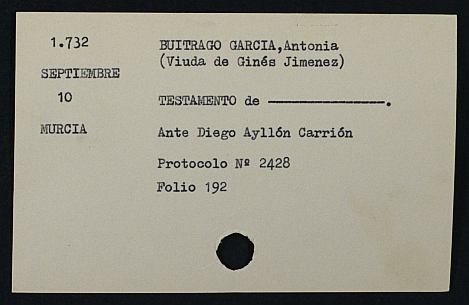 1.732
SEPTIEMBRE
10
MURCIA
BUITRAGO GARCIA,Antonia
(Viuda de Ginés Jimenez)
TESTAMENTO de ————————.
Ante Diego Ayllón Carrión
Protocolo Nº 2428
Folio 192